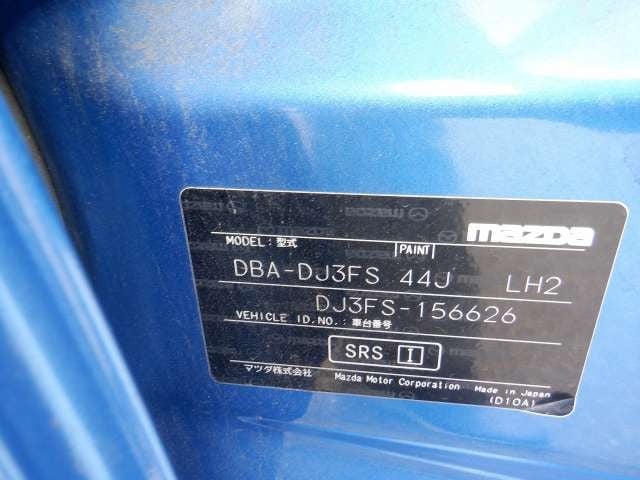 mazda
MODEL:型式 PAINT
DBA-DJ3FS 44J LH2
DJ3FS-156626
VEHICLE ID.NO.:車台番号
SRS I
マツダ株式会社 Mazda Motor Corporation Made in Japan
(D10A)